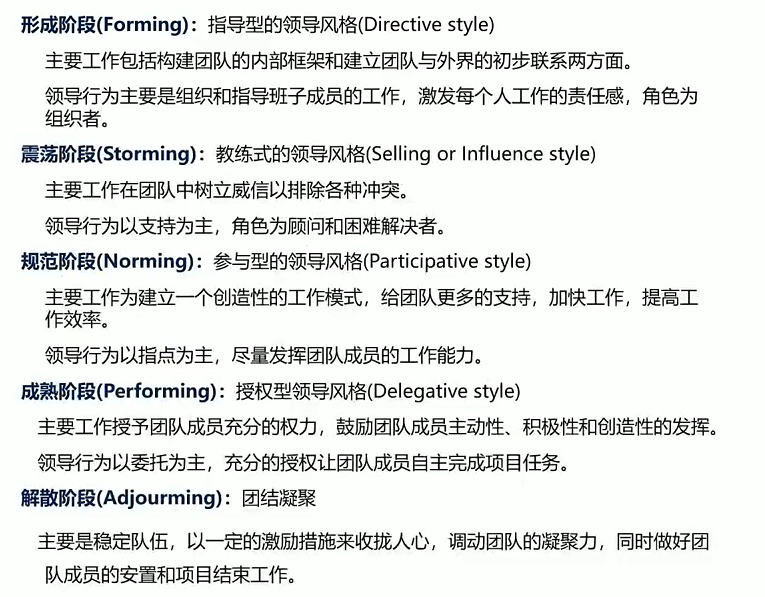 形成阶段(Forming)：指导型的领导风格(Directive style)
主要工作包括构建团队的内部框架和建立团队与外界的初步联系两方面。
领导行为主要是组织和指导班子成员的工作，激发每个人工作的责任感，角色为
组织者。
震荡阶段(Storming)：教练式的领导风格(Selling or Influence style)
主要工作在团队中树立威信以排除各种冲突。
领导行为以支持为主，角色为顾问和困难解决者。
规范阶段(Norming)：参与型的领导风格(Participative style)
主要工作为建立一个创造性的工作模式，给团队更多的支持，加快工作，提高工
作效率。
领导行为以指点为主，尽量发挥团队成员的工作能力。
成熟阶段(Performing)：授权型领导风格(Delegative style)
主要工作授予团队成员充分的权力，鼓励团队成员主动性、积极性和创造性的发挥。
领导行为以委托为主，充分的授权让团队成员自主完成项目任务。
解散阶段(Adjourming)：团结凝聚
主要是稳定队伍，以一定的激励措施来收拢人心，调动团队的凝聚力，同时做好团
队成员的安置和项目结束工作。